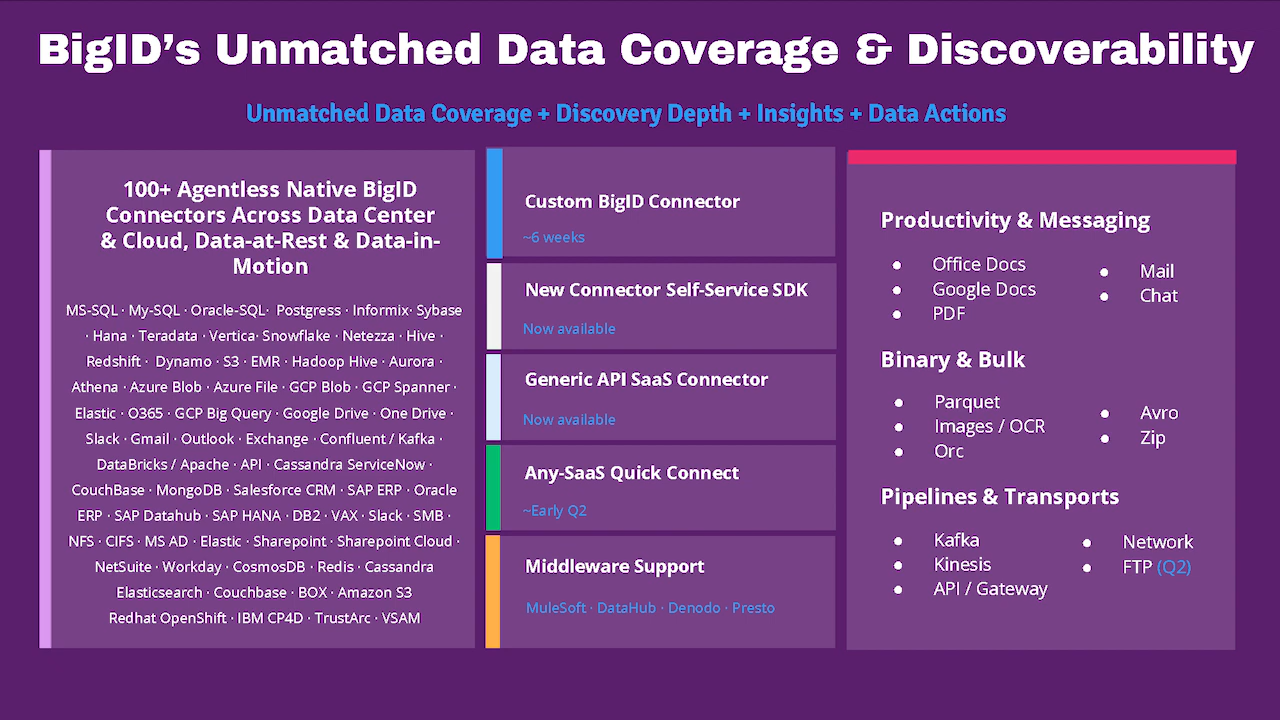 BigID’s Unmatched Data Coverage & Discoverability
Unmatched Data Coverage + Discovery Depth + Insights + Data Actions
100+ Agentless Native BigID
Connectors Across Data Center
& Cloud, Data-at-Rest & Data-in-
Motion
MS-SQL · My-SQL · Oracle-SQL· Postgress · Informix· Sybase
· Hana · Teradata · Vertica· Snowflake · Netezza · Hive ·
Redshift · Dynamo · S3 · EMR · Hadoop Hive · Aurora ·
Athena · Azure Blob · Azure File · GCP Blob · GCP Spanner ·
Elastic · O365 · GCP Big Query · Google Drive · One Drive ·
Slack · Gmail · Outlook · Exchange · Confluent / Kafka ·
DataBricks / Apache · API · Cassandra ServiceNow ·
CouchBase · MongoDB · Salesforce CRM · SAP ERP · Oracle
ERP · SAP Datahub · SAP HANA · DB2 · VAX · Slack · SMB ·
NFS · CIFS · MS AD · Elastic · Sharepoint · Sharepoint Cloud ·
NetSuite · Workday · CosmosDB · Redis · Cassandra
Elasticsearch · Couchbase · BOX · Amazon S3
Redhat OpenShift · IBM CP4D · TrustArc · VSAM
Custom BigID Connector
~6 weeks
New Connector Self-Service SDK
Now available
Generic API SaaS Connector
Now available
Any-SaaS Quick Connect
~Early Q2
Middleware Support
MuleSoft · DataHub · Denodo · Presto
Productivity & Messaging
● Office Docs
● Google Docs
● PDF
● Mail
● Chat
Binary & Bulk
● Parquet
● Images / OCR
● Orc
● Avro
● Zip
Pipelines & Transports
● Kafka
● Kinesis
● API / Gateway
● Network
● FTP (Q2)